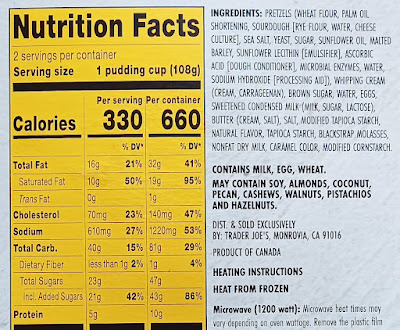 Nutrition Facts
2 servings per container
Serving size 1 pudding cup (108g)
Per serving Per container
Calories 330 660
% DV* % DV*
Total Fat 16g 21% 32g 41%
Saturated Fat 10g 50% 19g 95%
Trans Fat 0g 0g
Cholesterol 70mg 23% 140mg 47%
Sodium 610mg 27% 1220mg 53%
Total Carb. 40g 15% 81g 29%
Dietary Fiber less than 1g 2% 1g 4%
Total Sugars 23g 47g
Incl. Added Sugars 21g 42% 43g 86%
Protein 5g 9g
INGREDIENTS: PRETZELS (WHEAT FLOUR, PALM OIL
SHORTENING, SOURDOUGH [RYE FLOUR, WATER, CHEESE
CULTURE], SEA SALT, YEAST, SUGAR, SUNFLOWER OIL, MALTED
BARLEY, SUNFLOWER LECITHIN [EMULSIFIER], ASCORBIC
ACID [DOUGH CONDITIONER], MICROBIAL ENZYMES, WATER,
SODIUM HYDROXIDE [PROCESSING AID]), WHIPPING CREAM
(CREAM, CARRAGEENAN), BROWN SUGAR, WATER, EGGS,
SWEETENED CONDENSED MILK (MILK, SUGAR, LACTOSE),
BUTTER (CREAM, SALT), SALT, MODIFIED TAPIOCA STARCH,
NATURAL FLAVOR, TAPIOCA STARCH, BLACKSTRAP MOLASSES,
NONFAT DRY MILK, CARAMEL COLOR, MODIFIED CORNSTARCH.
CONTAINS MILK, EGG, WHEAT.
MAY CONTAIN SOY, ALMONDS, COCONUT,
PECAN, CASHEWS, WALNUTS, PISTACHIOS
AND HAZELNUTS.
DIST. & SOLD EXCLUSIVELY
BY: TRADER JOE'S, MONROVIA, CA 91016
PRODUCT OF CANADA
HEATING INSTRUCTIONS
HEAT FROM FROZEN
Microwave (1200 watt): Microwave heat times may
vary depending on oven wattage. Remove the plastic film